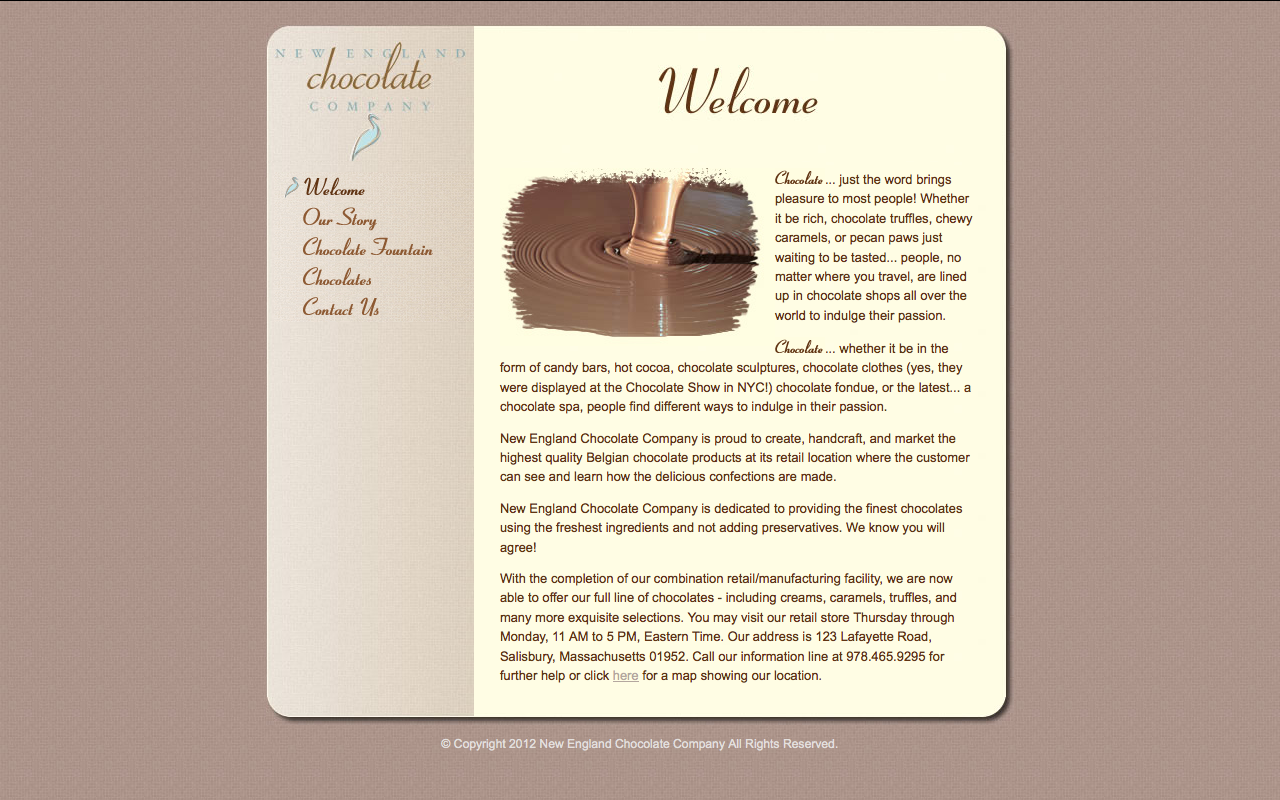 NEW ENGLAND
chocolate
COMPANY
Welcome
Our Story
Chocolate Fountain
Chocolates
Contact Us
Welcome
Chocolate ... just the word brings
pleasure to most people! Whether
it be rich, chocolate truffles, chewy
caramels, or pecan paws just
waiting to be tasted... people, no
matter where you travel, are lined
up in chocolate shops all over the
world to indulge their passion.
Chocolate ... whether it be in the
form of candy bars, hot cocoa, chocolate sculptures, chocolate clothes (yes, they
were displayed at the Chocolate Show in NYC!) chocolate fondue, or the latest... a
chocolate spa, people find different ways to indulge in their passion.
New England Chocolate Company is proud to create, handcraft, and market the
highest quality Belgian chocolate products at its retail location where the customer
can see and learn how the delicious confections are made.
New England Chocolate Company is dedicated to providing the finest chocolates
using the freshest ingredients and not adding preservatives. We know you will
agree!
With the completion of our combination retail/manufacturing facility, we are now
able to offer our full line of chocolates - including creams, caramels, truffles, and
many more exquisite selections. You may visit our retail store Thursday through
Monday, 11 AM to 5 PM, Eastern Time. Our address is 123 Lafayette Road,
Salisbury, Massachusetts 01952. Call our information line at 978.465.9295 for
further help or click here for a map showing our location.
© Copyright 2012 New England Chocolate Company All Rights Reserved.